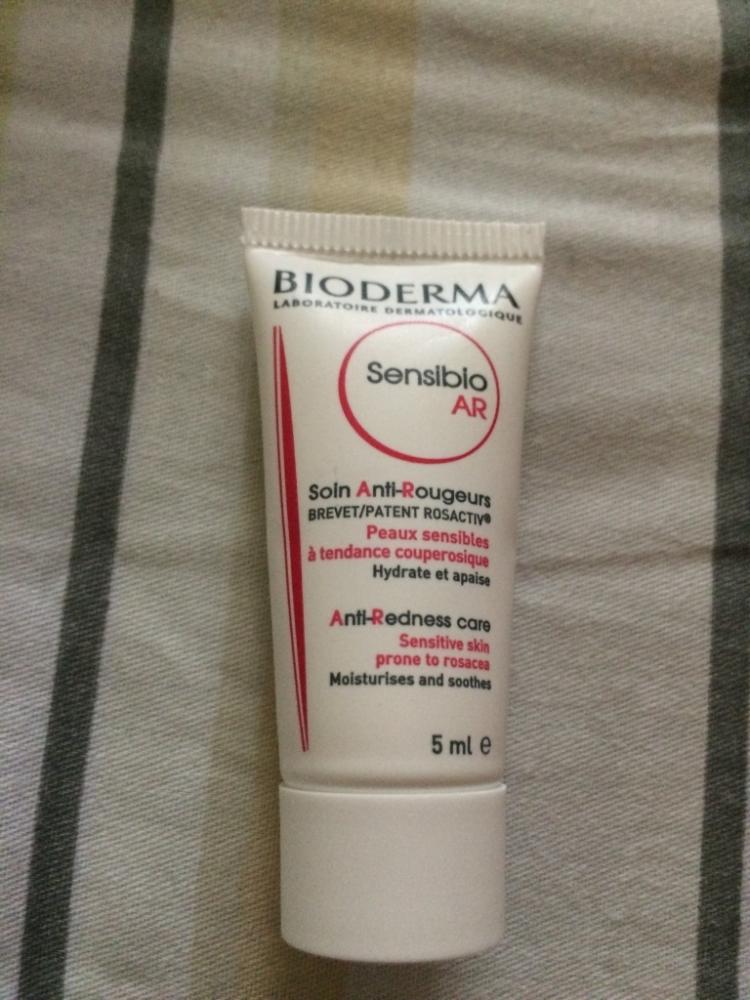 BIODERMA
LABORATOIRE DERMATOLOGIQUE
Sensibio
AR
Soin Anti-Rougeurs
BREVET/PATENT ROSACTIV®
Peaux sensibles
à tendance couperosique
Hydrate et apaise
Anti-Redness care
Sensitive skin
prone to rosacea
Moisturises and soothes
5 ml ℮